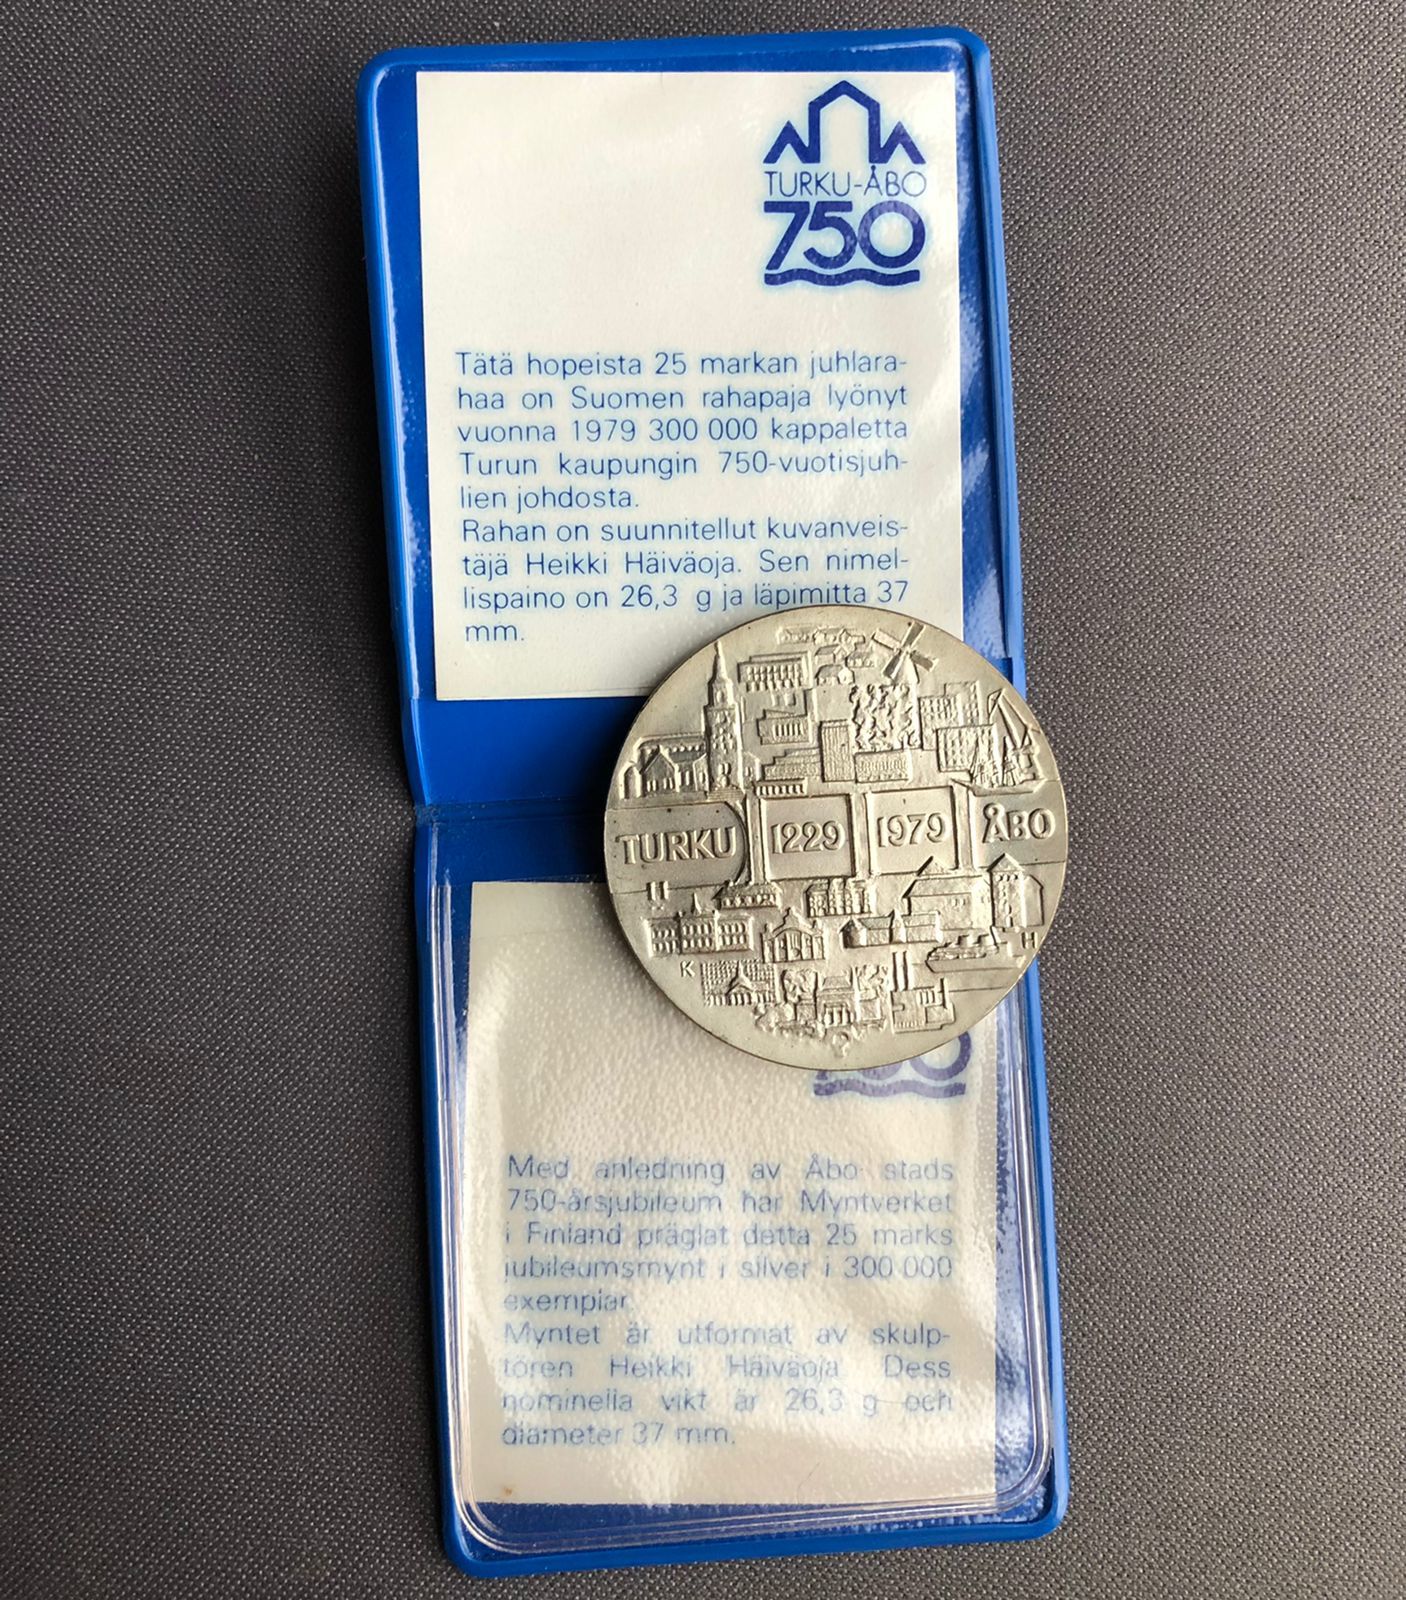 TURKU-ÅBO
750
Tätä hopeista 25 markan juhlara-
haa on Suomen rahapaja lyönyt
vuonna 1979 300 000 kappaletta
Turun kaupungin 750-vuotisjuh-
lien johdosta.
Rahan on suunnitellut kuvanveis-
täjä Heikki Häiväoja. Sen nimel-
lispaino on 26,3 g ja läpimitta 37
mm.
TURKU 1229 1979 ÅBO
K H
Med anledning av Åbo stads
750-årsjubileum har Myntverket
i Finland präglat detta 25 marks
jubileumsmynt i silver i 300 000
exemplar.
Myntet är utformat av skulp-
tören Heikki Häiväoja. Dess
nominella vikt är 26,3 g och
diameter 37 mm.